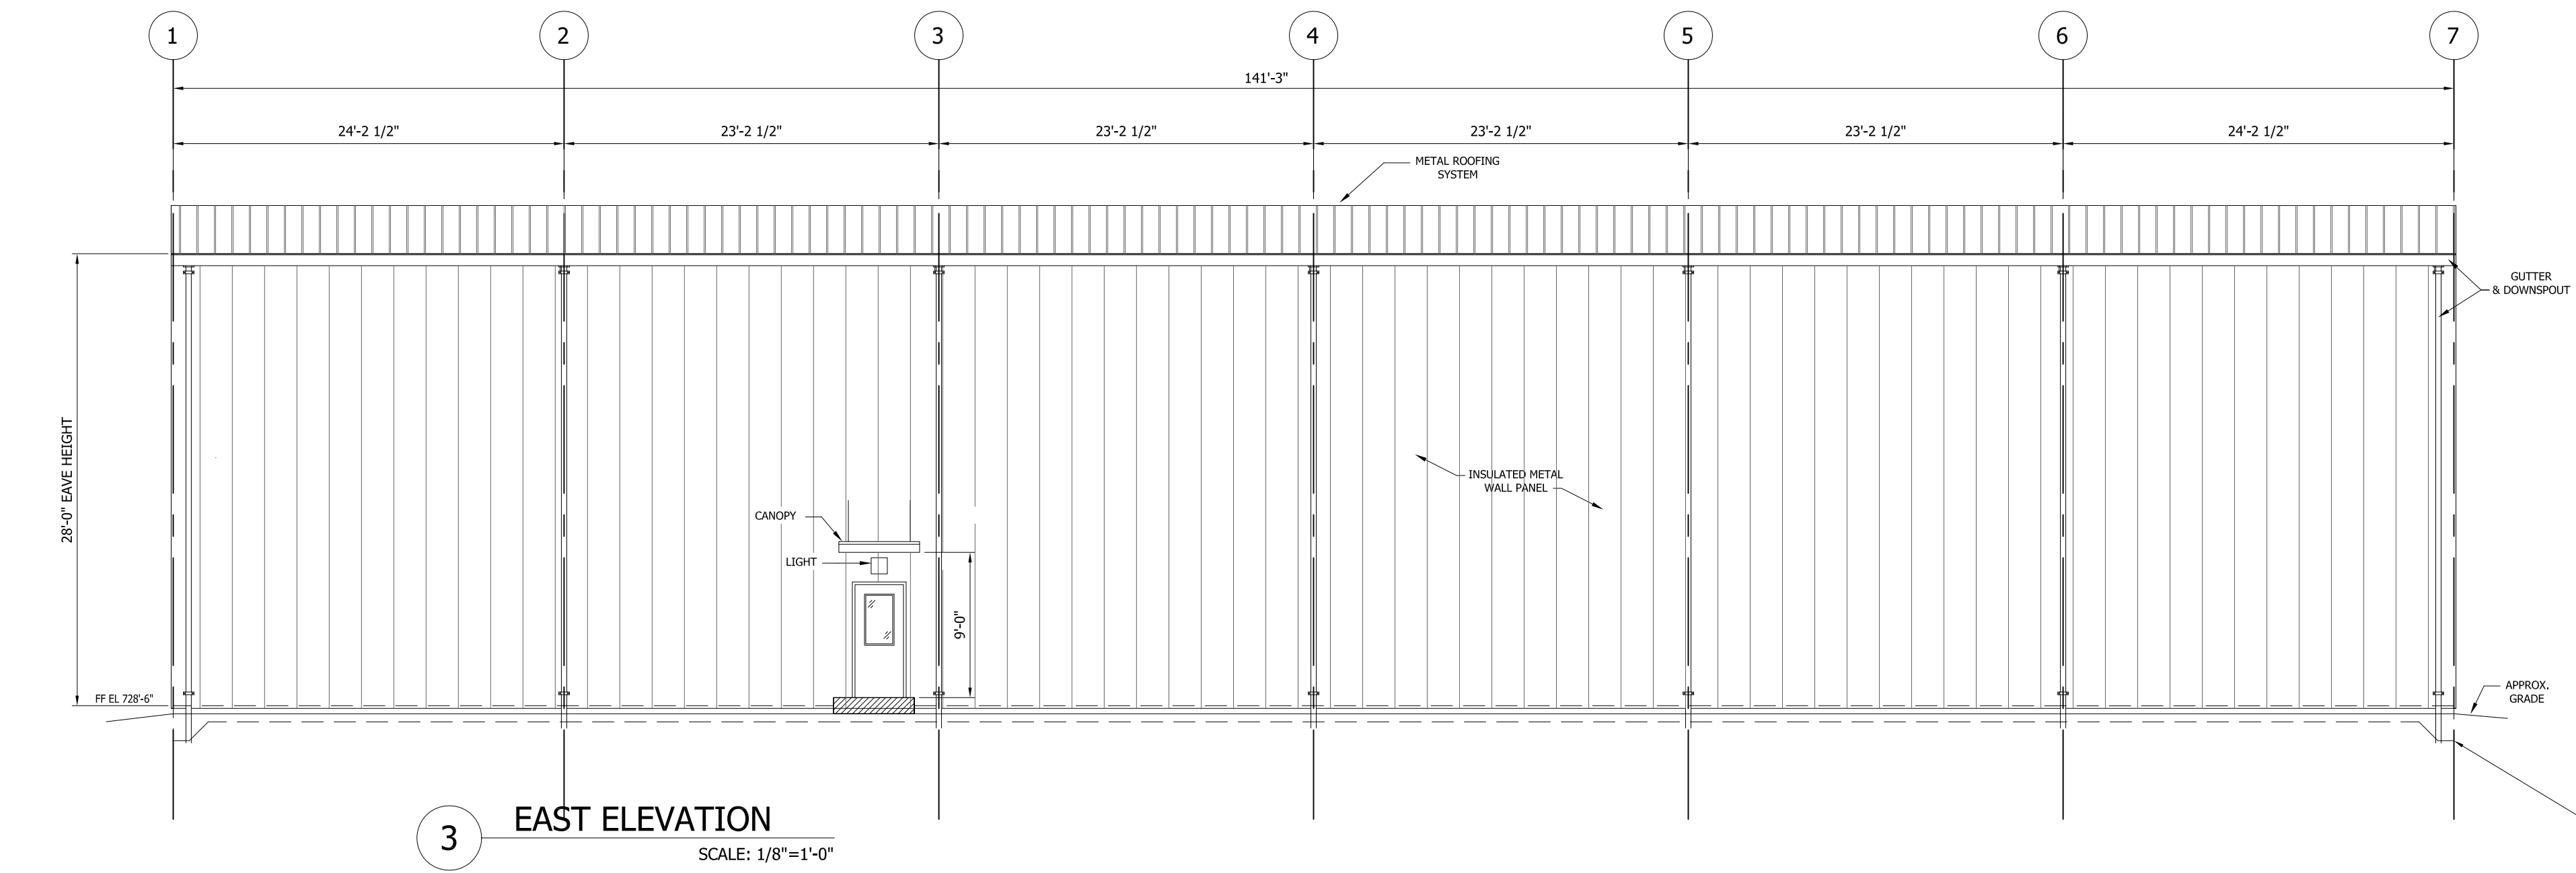 1 2 3 4 5 6 7
141'-3"
24'-2 1/2" 23'-2 1/2" 23'-2 1/2" 23'-2 1/2" 23'-2 1/2" 24'-2 1/2"
METAL ROOFING
SYSTEM
GUTTER
& DOWNSPOUT
28'-0" EAVE HEIGHT
INSULATED METAL
WALL PANEL
CANOPY
LIGHT
9'-0"
FF EL 728'-6"
APPROX.
GRADE
3 EAST ELEVATION
SCALE: 1/8"=1'-0"